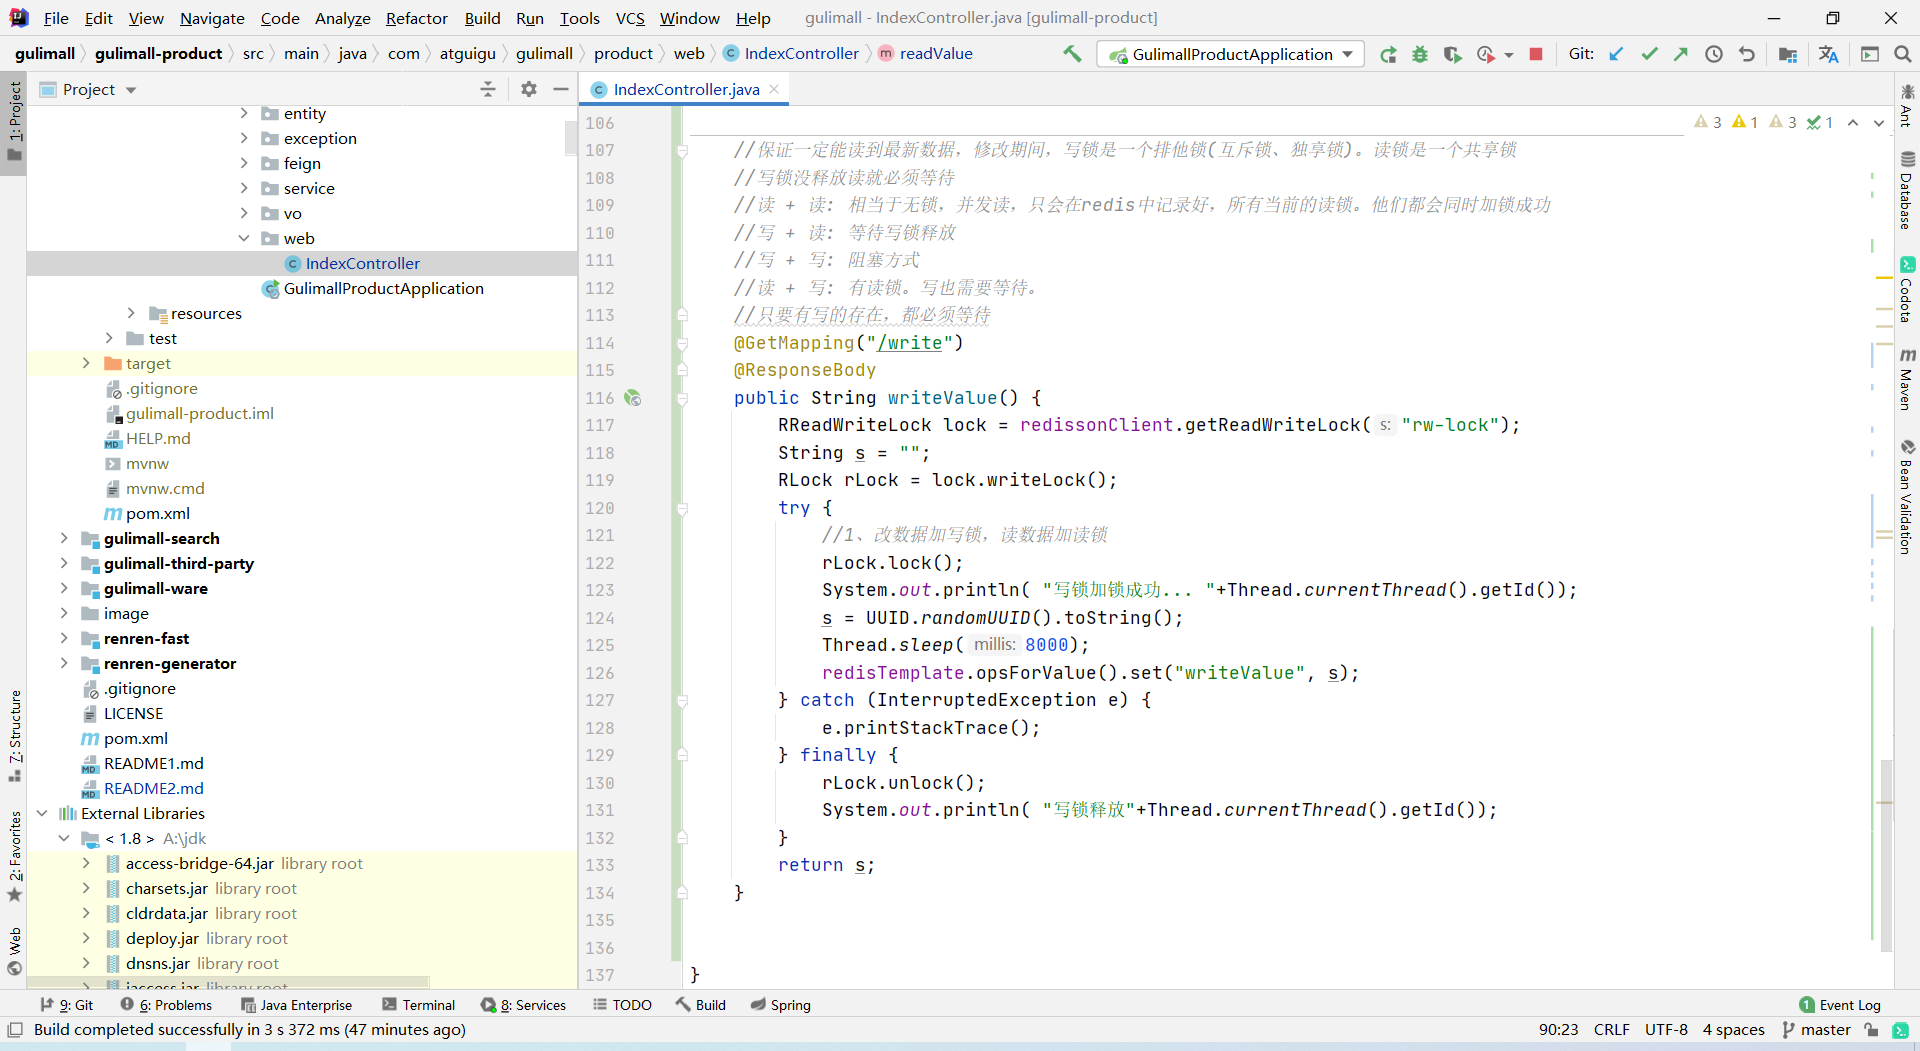 File Edit View Navigate Code Analyze Refactor Build Run Tools VCS Window Help gulimall - IndexController.java [gulimall-product]
gulimall gulimall-product src main java com atguigu gulimall product web IndexController readValue GulimallProductApplication Git:
Project
IndexController.java
1: Project
7: Structure
2: Favorites
Web
entity
exception
feign
service
vo
web
IndexController
GulimallProductApplication
resources
test
target
.gitignore
gulimall-product.iml
HELP.md
mvnw
mvnw.cmd
pom.xml
gulimall-search
gulimall-third-party
gulimall-ware
image
renren-fast
renren-generator
.gitignore
LICENSE
pom.xml
README1.md
README2.md
External Libraries
< 1.8 > A:\jdk
access-bridge-64.jar library root
charsets.jar library root
cldrdata.jar library root
deploy.jar library root
dnsns.jar library root
jaccess.jar library root
3 1 3 1
106
107 //保证一定能读到最新数据，修改期间，写锁是一个排他锁(互斥锁、独享锁)。读锁是一个共享锁
108 //写锁没释放读就必须等待
109 //读 + 读: 相当于无锁，并发读，只会在redis中记录好，所有当前的读锁。他们都会同时加锁成功
110 //写 + 读: 等待写锁释放
111 //写 + 写: 阻塞方式
112 //读 + 写: 有读锁。写也需要等待。
113 //只要有写的存在，都必须等待
114 @GetMapping("/write")
115 @ResponseBody
116 public String writeValue() {
117 RReadWriteLock lock = redissonClient.getReadWriteLock( s: "rw-lock");
118 String s = "";
119 RLock rLock = lock.writeLock();
120 try {
121 //1、改数据加写锁，读数据加读锁
122 rLock.lock();
123 System.out.println( "写锁加锁成功... "+Thread.currentThread().getId());
124 s = UUID.randomUUID().toString();
125 Thread.sleep( millis: 8000);
126 redisTemplate.opsForValue().set("writeValue", s);
127 } catch (InterruptedException e) {
128 e.printStackTrace();
129 } finally {
130 rLock.unlock();
131 System.out.println( "写锁释放"+Thread.currentThread().getId());
132 }
133 return s;
134 }
135
136
137 }
Ant
Database
Codota
Maven
Bean Validation
9: Git 6: Problems Java Enterprise Terminal 8: Services TODO Build Spring 1 Event Log
Build completed successfully in 3 s 372 ms (47 minutes ago) 90:23 CRLF UTF-8 4 spaces master